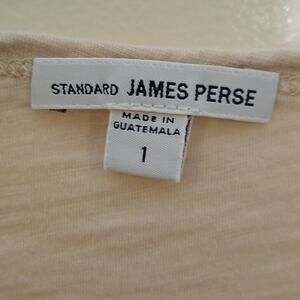 STANDARD JAMES PERSE
MADE IN
GUATEMALA
1